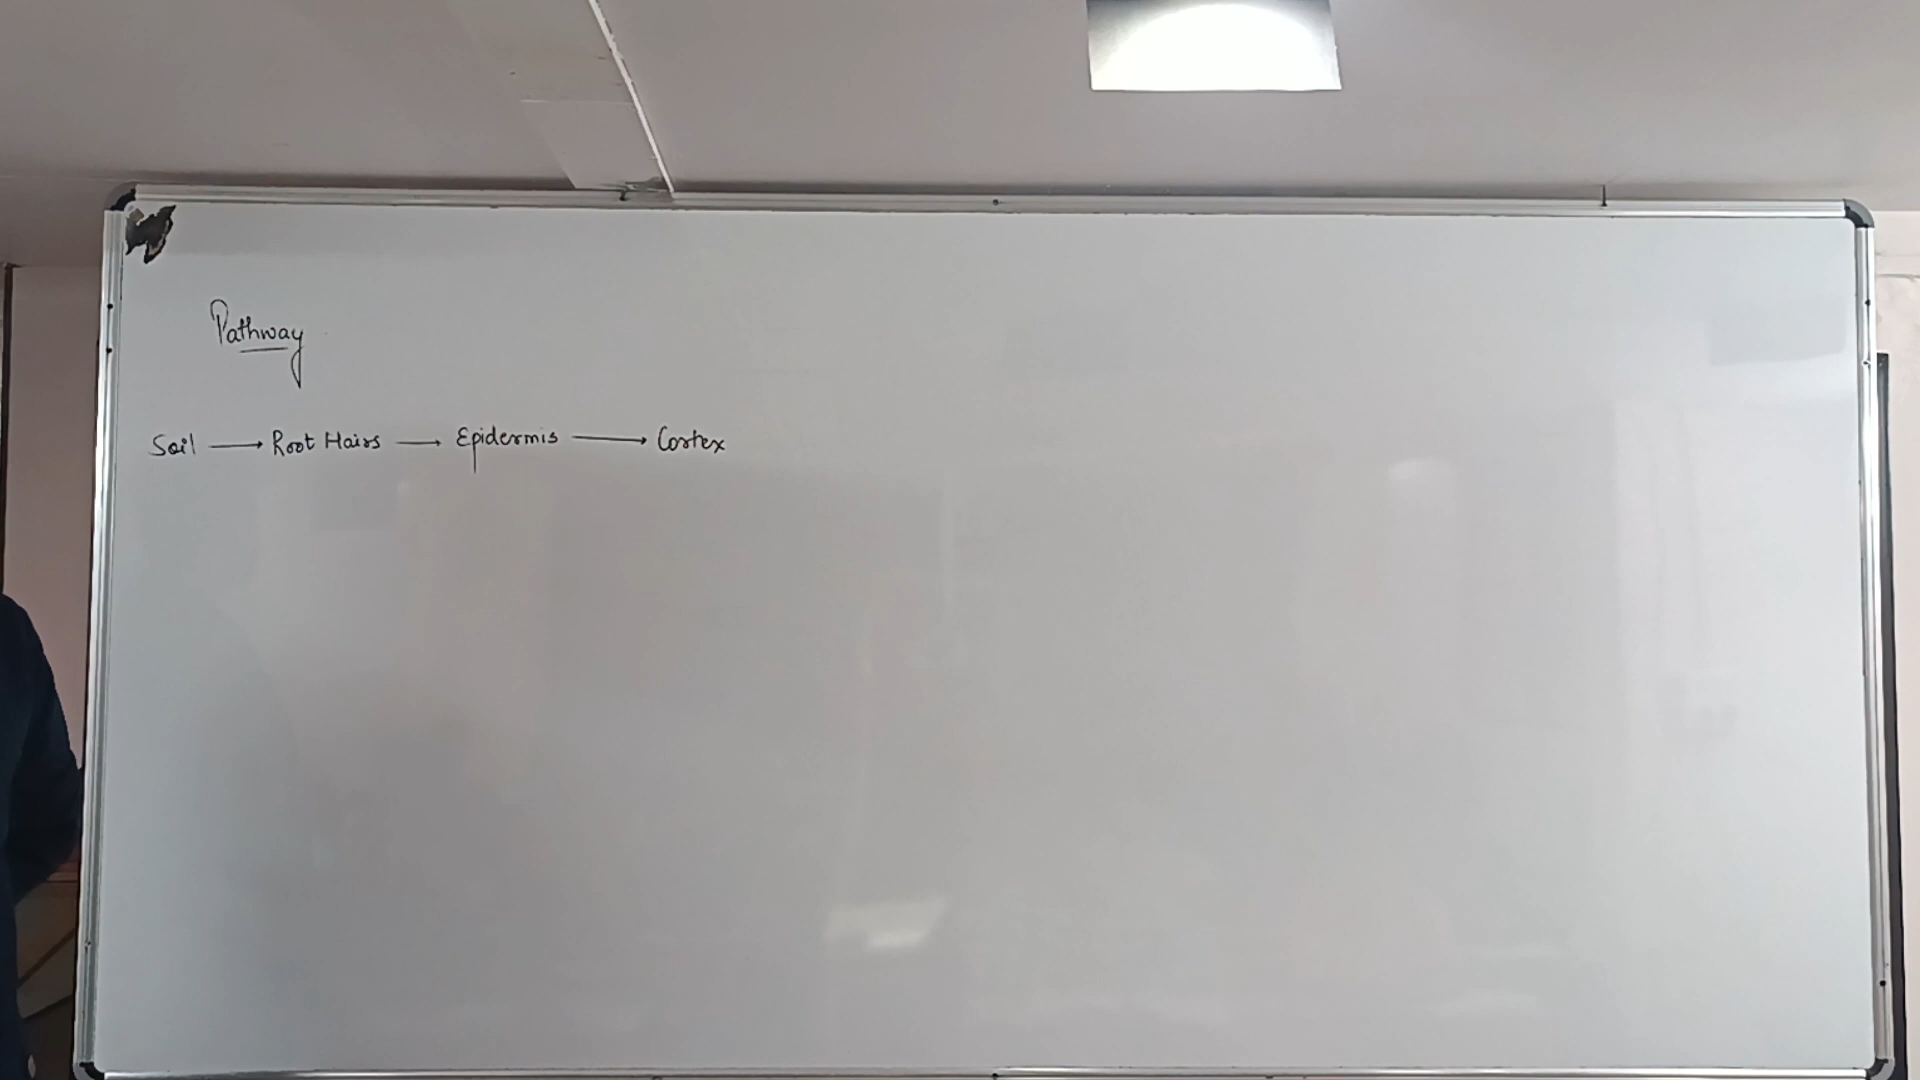 Pathway
Soil → Root Hairs → Epidermis → Cortex